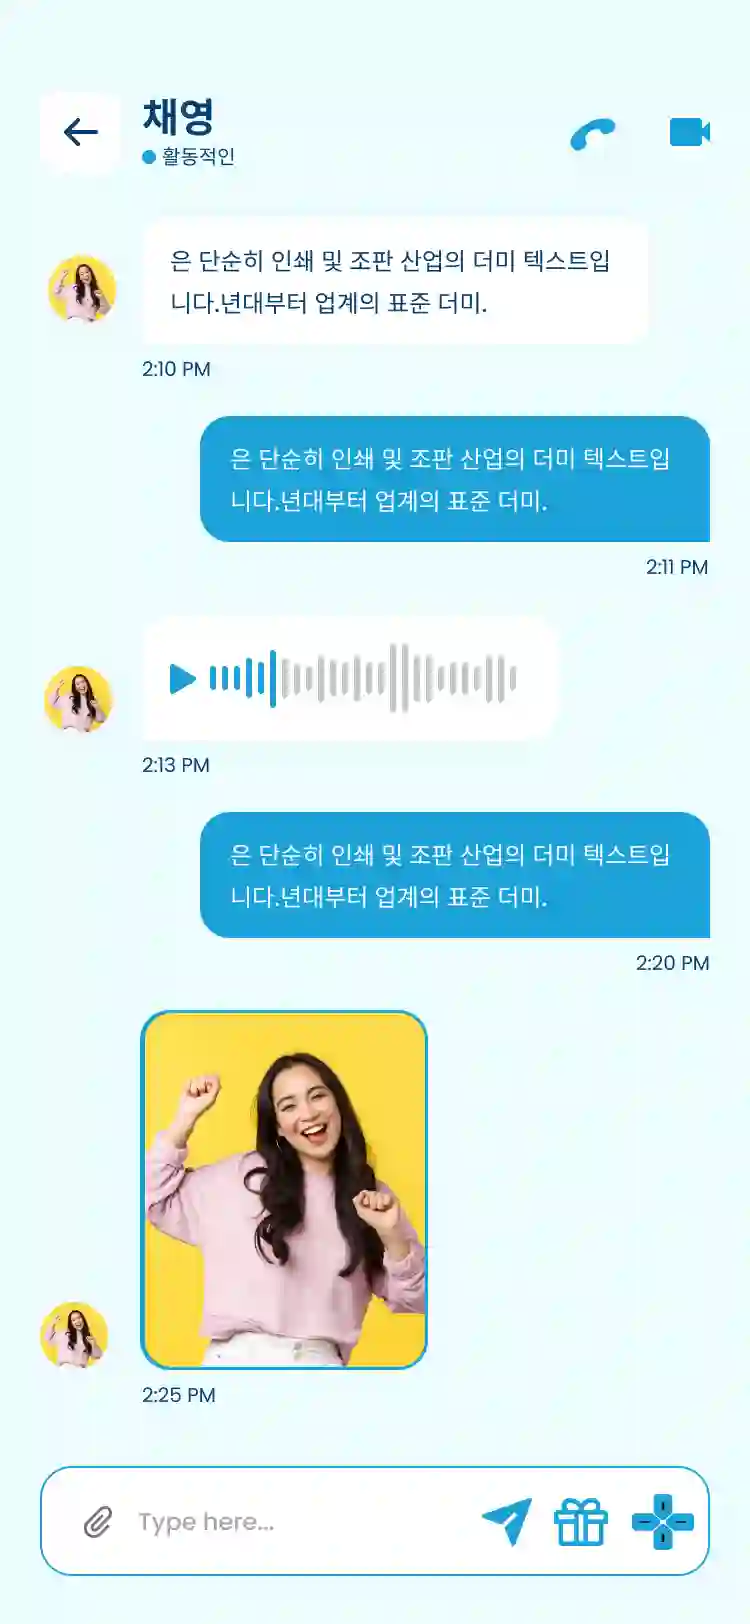 채영
활동적인
은 단순히 인쇄 및 조판 산업의 더미 텍스트입
니다.년대부터 업계의 표준 더미.
2:10 PM
은 단순히 인쇄 및 조판 산업의 더미 텍스트입
니다.년대부터 업계의 표준 더미.
2:11 PM
2:13 PM
은 단순히 인쇄 및 조판 산업의 더미 텍스트입
니다.년대부터 업계의 표준 더미.
2:20 PM
2:25 PM
Type here...